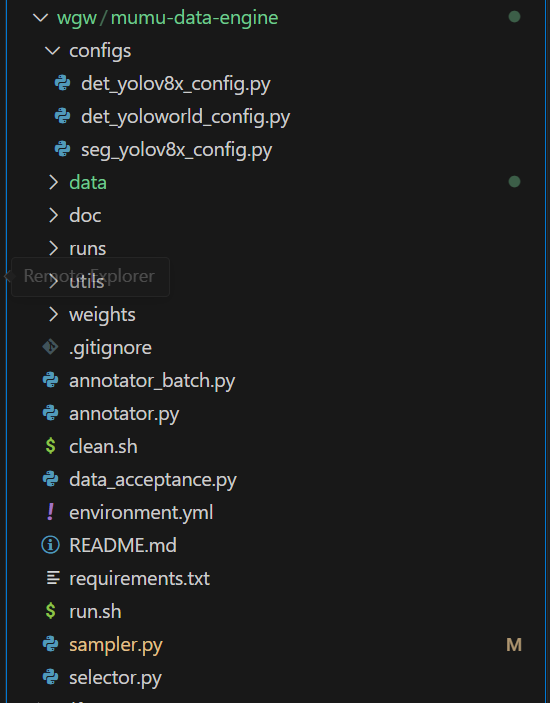 wgw / mumu-data-engine
configs
det_yolov8x_config.py
det_yoloworld_config.py
seg_yolov8x_config.py
data
doc
runs
Remote Explorer
utils
weights
.gitignore
annotator_batch.py
annotator.py
$ clean.sh
data_acceptance.py
! environment.yml
README.md
requirements.txt
$ run.sh
sampler.py M
selector.py